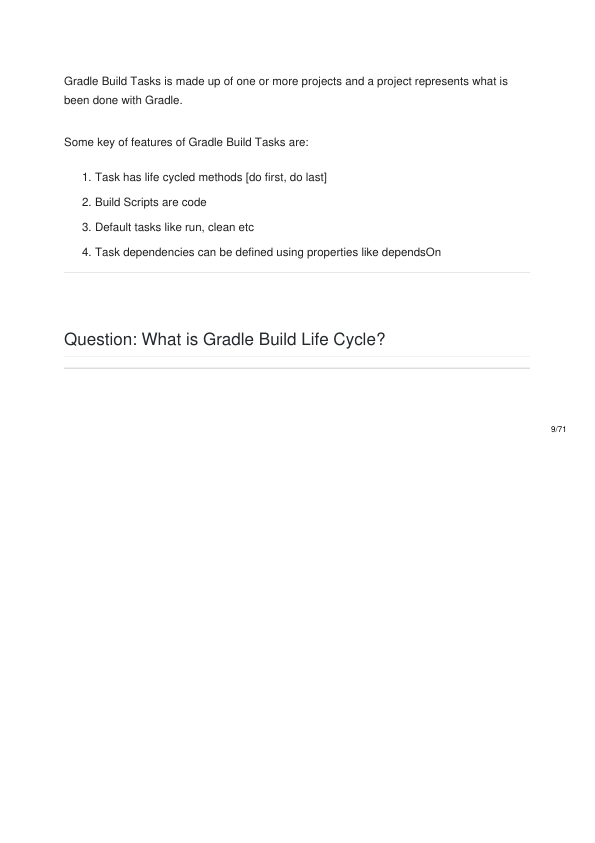 Gradle Build Tasks is made up of one or more projects and a project represents what is
been done with Gradle.
Some key of features of Gradle Build Tasks are:
1. Task has life cycled methods [do first, do last]
2. Build Scripts are code
3. Default tasks like run, clean etc
4. Task dependencies can be defined using properties like dependsOn
Question: What is Gradle Build Life Cycle?
9/71